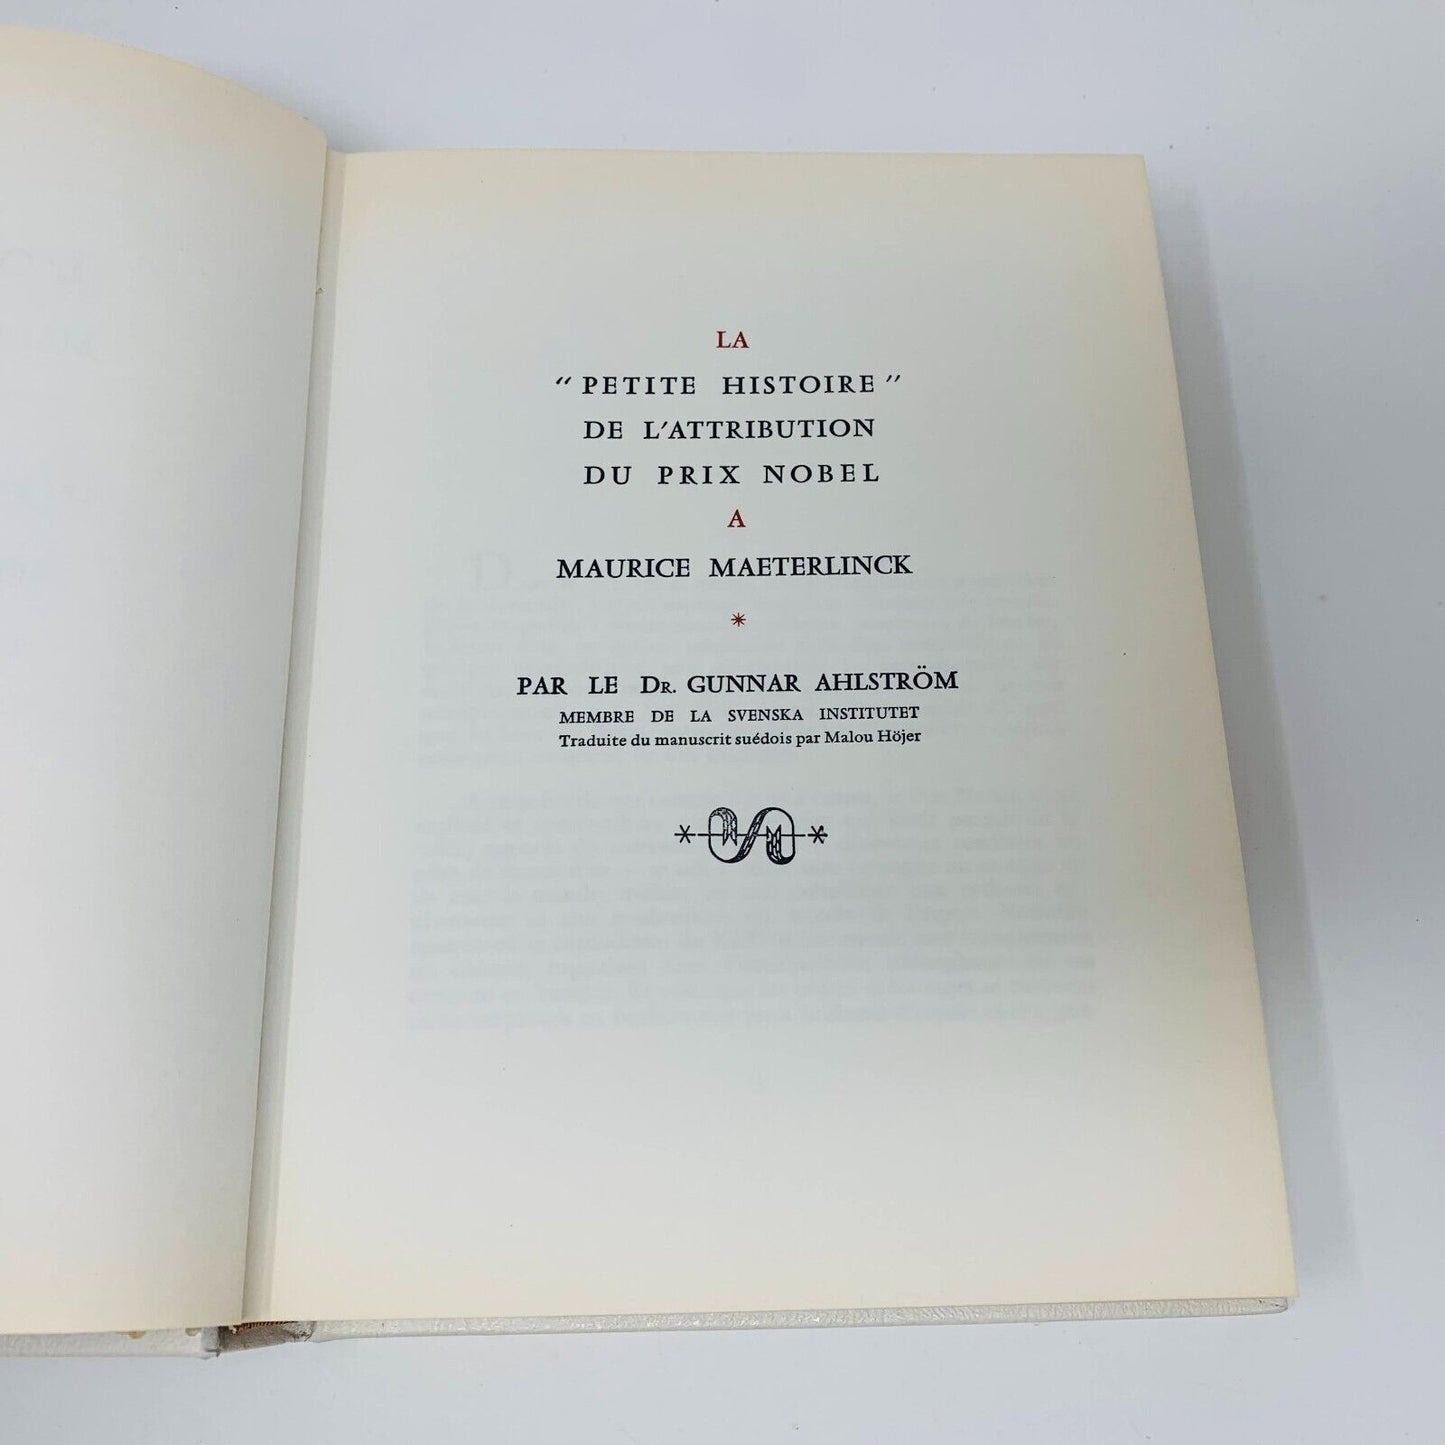 LA
" PETITE HISTOIRE "
DE L'ATTRIBUTION
DU PRIX NOBEL
A
MAURICE MAETERLINCK
*
PAR LE DR. GUNNAR AHLSTRÖM
MEMBRE DE LA SVENSKA INSTITUTET
Traduite du manuscrit suédois par Malou Höjer